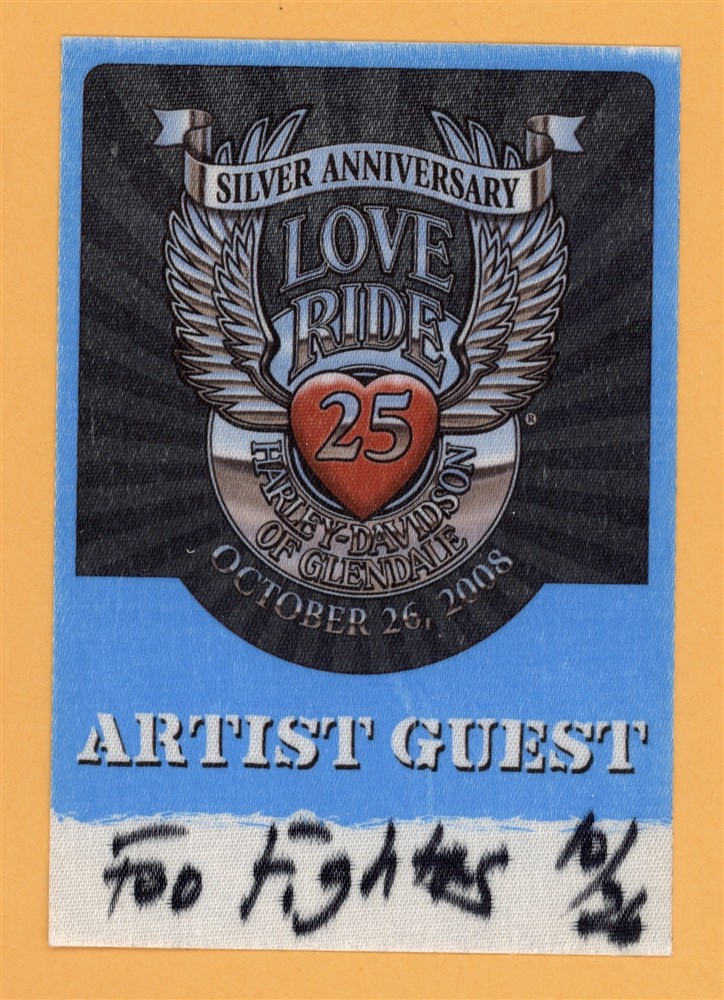 SILVER ANNIVERSARY
LOVE
RIDE
25
®
HARLEY-DAVIDSON
OF GLENDALE
OCTOBER 26, 2008
ARTIST GUEST
Foo Fighters 10/26